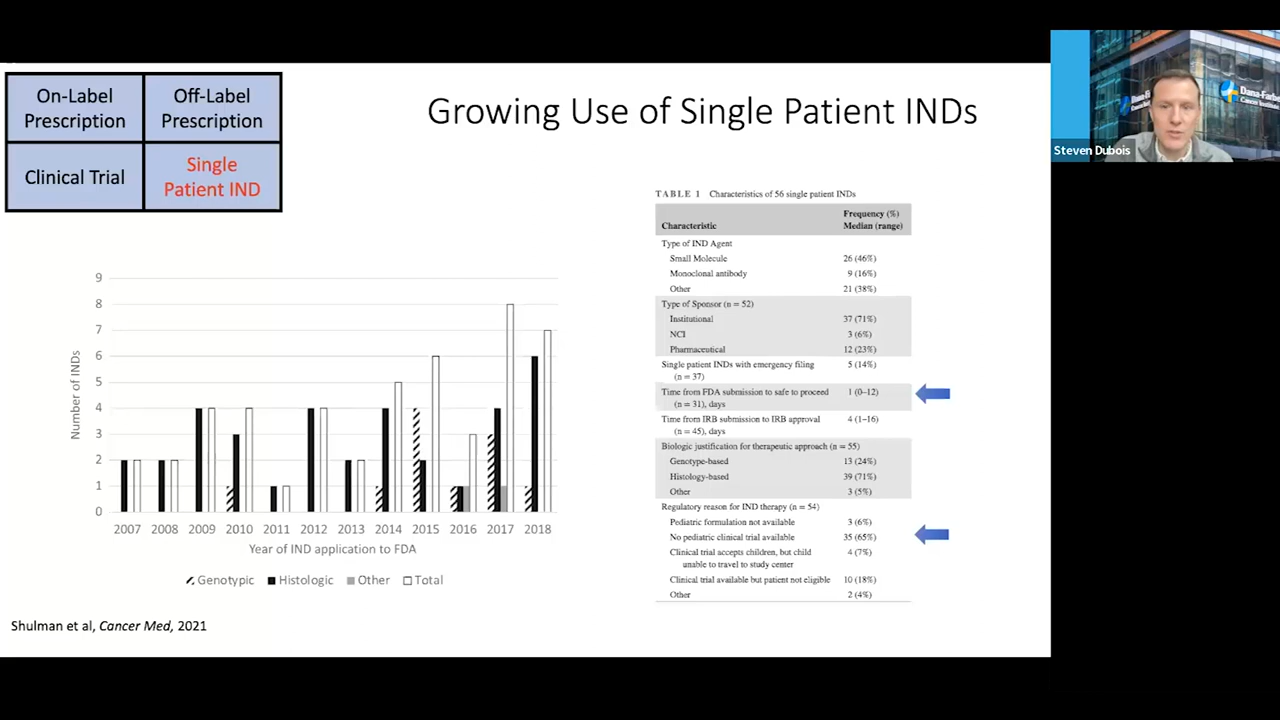 On-Label
Prescription
Off-Label
Prescription
Clinical Trial
Single
Patient IND
Growing Use of Single Patient INDs
Steven Dubois
Dana-Farber
Cancer Institute
TABLE 1 Characteristics of 56 single patient INDs
Characteristic
Frequency (%)
Median (range)
Type of IND Agent
Small Molecule 26 (46%)
Monoclonal antibody 9 (16%)
Other 21 (38%)
Type of Sponsor (n = 52)
Institutional 37 (71%)
NCI 3 (6%)
Pharmaceutical 12 (23%)
Single patient INDs with emergency filing 5 (14%)
(n = 37)
Time from FDA submission to safe to proceed 1 (0–12)
(n = 31), days
Time from IRB submission to IRB approval 4 (1–16)
(n = 45), days
Biologic justification for therapeutic approach (n = 55)
Genotype-based 13 (24%)
Histology-based 39 (71%)
Other 3 (5%)
Regulatory reason for IND therapy (n = 54)
Pediatric formulation not available 3 (6%)
No pediatric clinical trial available 35 (65%)
Clinical trial accepts children, but child 4 (7%)
unable to travel to study center
Clinical trial available but patient not eligible 10 (18%)
Other 2 (4%)
Number of INDs
9
8
7
6
5
4
3
2
1
0
2007 2008 2009 2010 2011 2012 2013 2014 2015 2016 2017 2018
Year of IND application to FDA
Genotypic Histologic Other Total
Shulman et al, Cancer Med, 2021